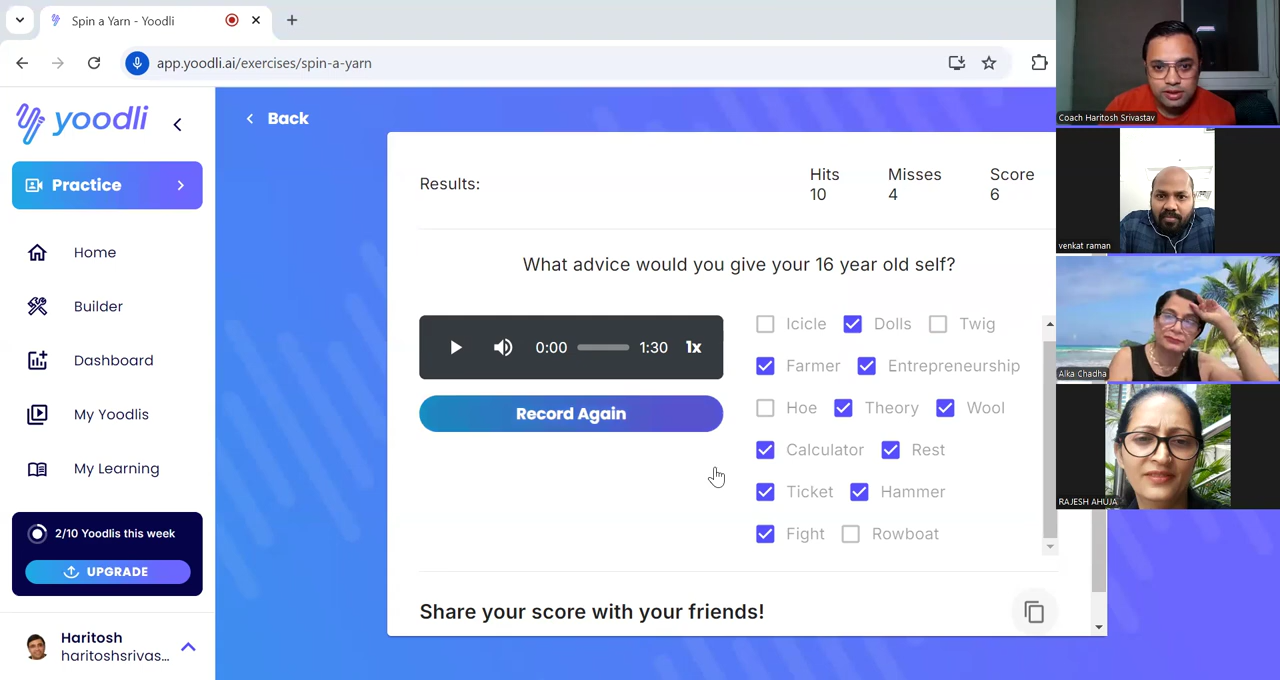 Spin a Yarn - Yoodli
app.yoodli.ai/exercises/spin-a-yarn
yoodli
Practice
Home
Builder
Dashboard
My Yoodlis
My Learning
2/10 Yoodlis this week
UPGRADE
Haritosh
haritoshsrivas...
Back
Results:
Hits Misses Score
10 4 6
What advice would you give your 16 year old self?
0:00 1:30 1x
Record Again
Icicle Dolls Twig
Farmer Entrepreneurship
Hoe Theory Wool
Calculator Rest
Ticket Hammer
Fight Rowboat
Share your score with your friends!
Coach Haritosh Srivastav
venkat raman
Alka Chadha
RAJESH AHUJA